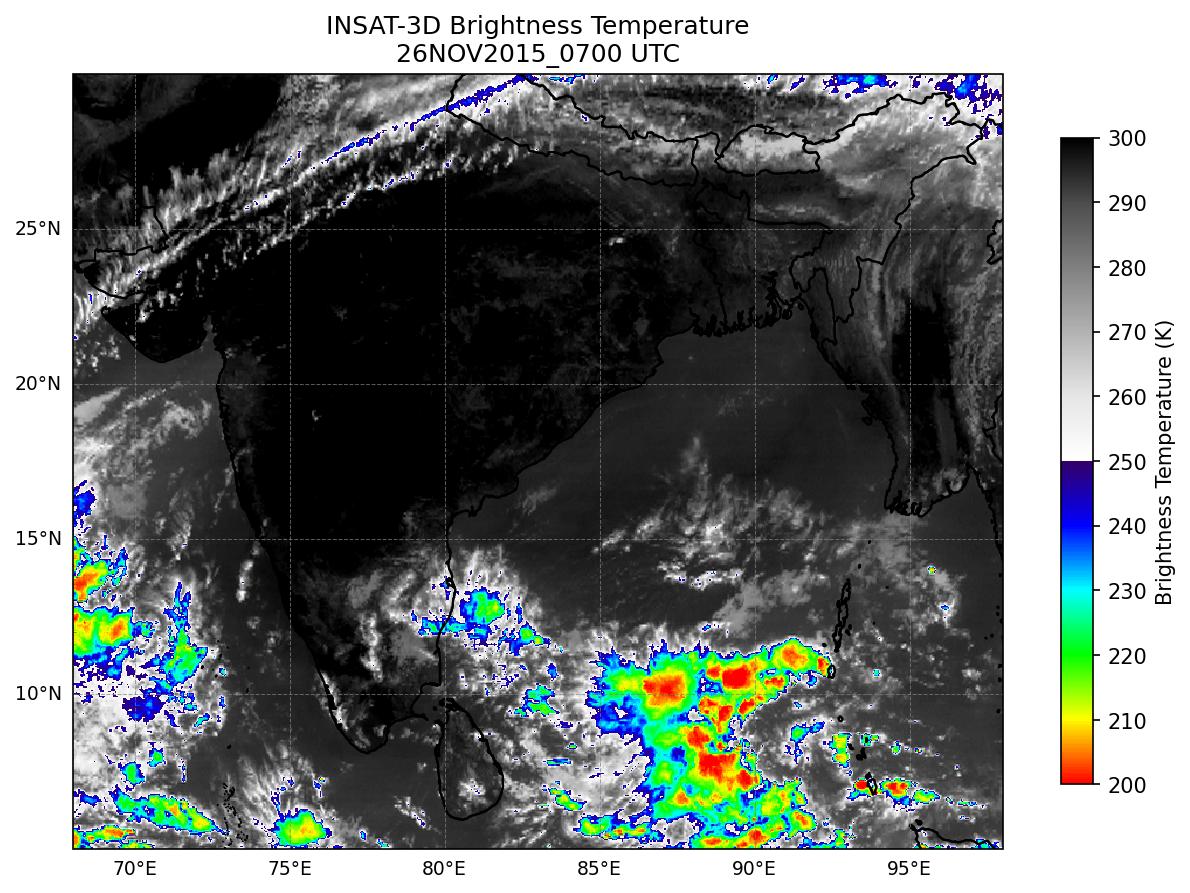 INSAT-3D Brightness Temperature
26NOV2015_0700 UTC
25°N
20°N
15°N
10°N
70°E
75°E
80°E
85°E
90°E
95°E
300
290
280
270
260
250
240
230
220
210
200
Brightness Temperature (K)